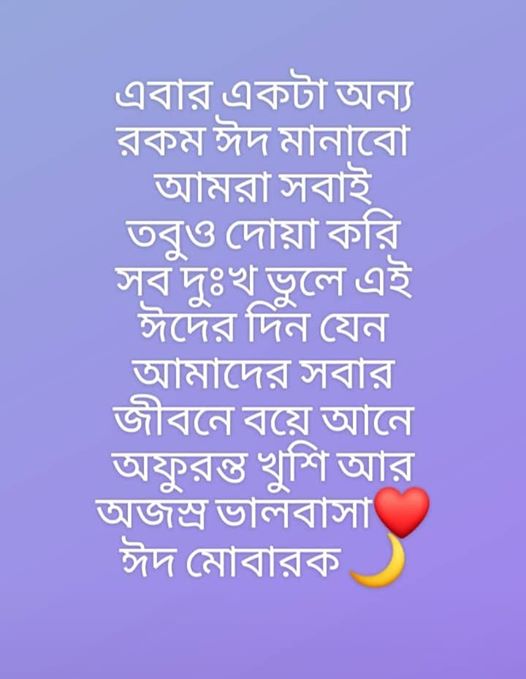 এবার একটা অন্য
রকম ঈদ মানাবো
আমরা সবাই
তবুও দোয়া করি
সব দুঃখ ভুলে এই
ঈদের দিন যেন
আমাদের সবার
জীবনে বয়ে আনে
অফুরন্ত খুশি আর
অজস্র ভালবাসা❤️
ঈদ মোবারক 🌙